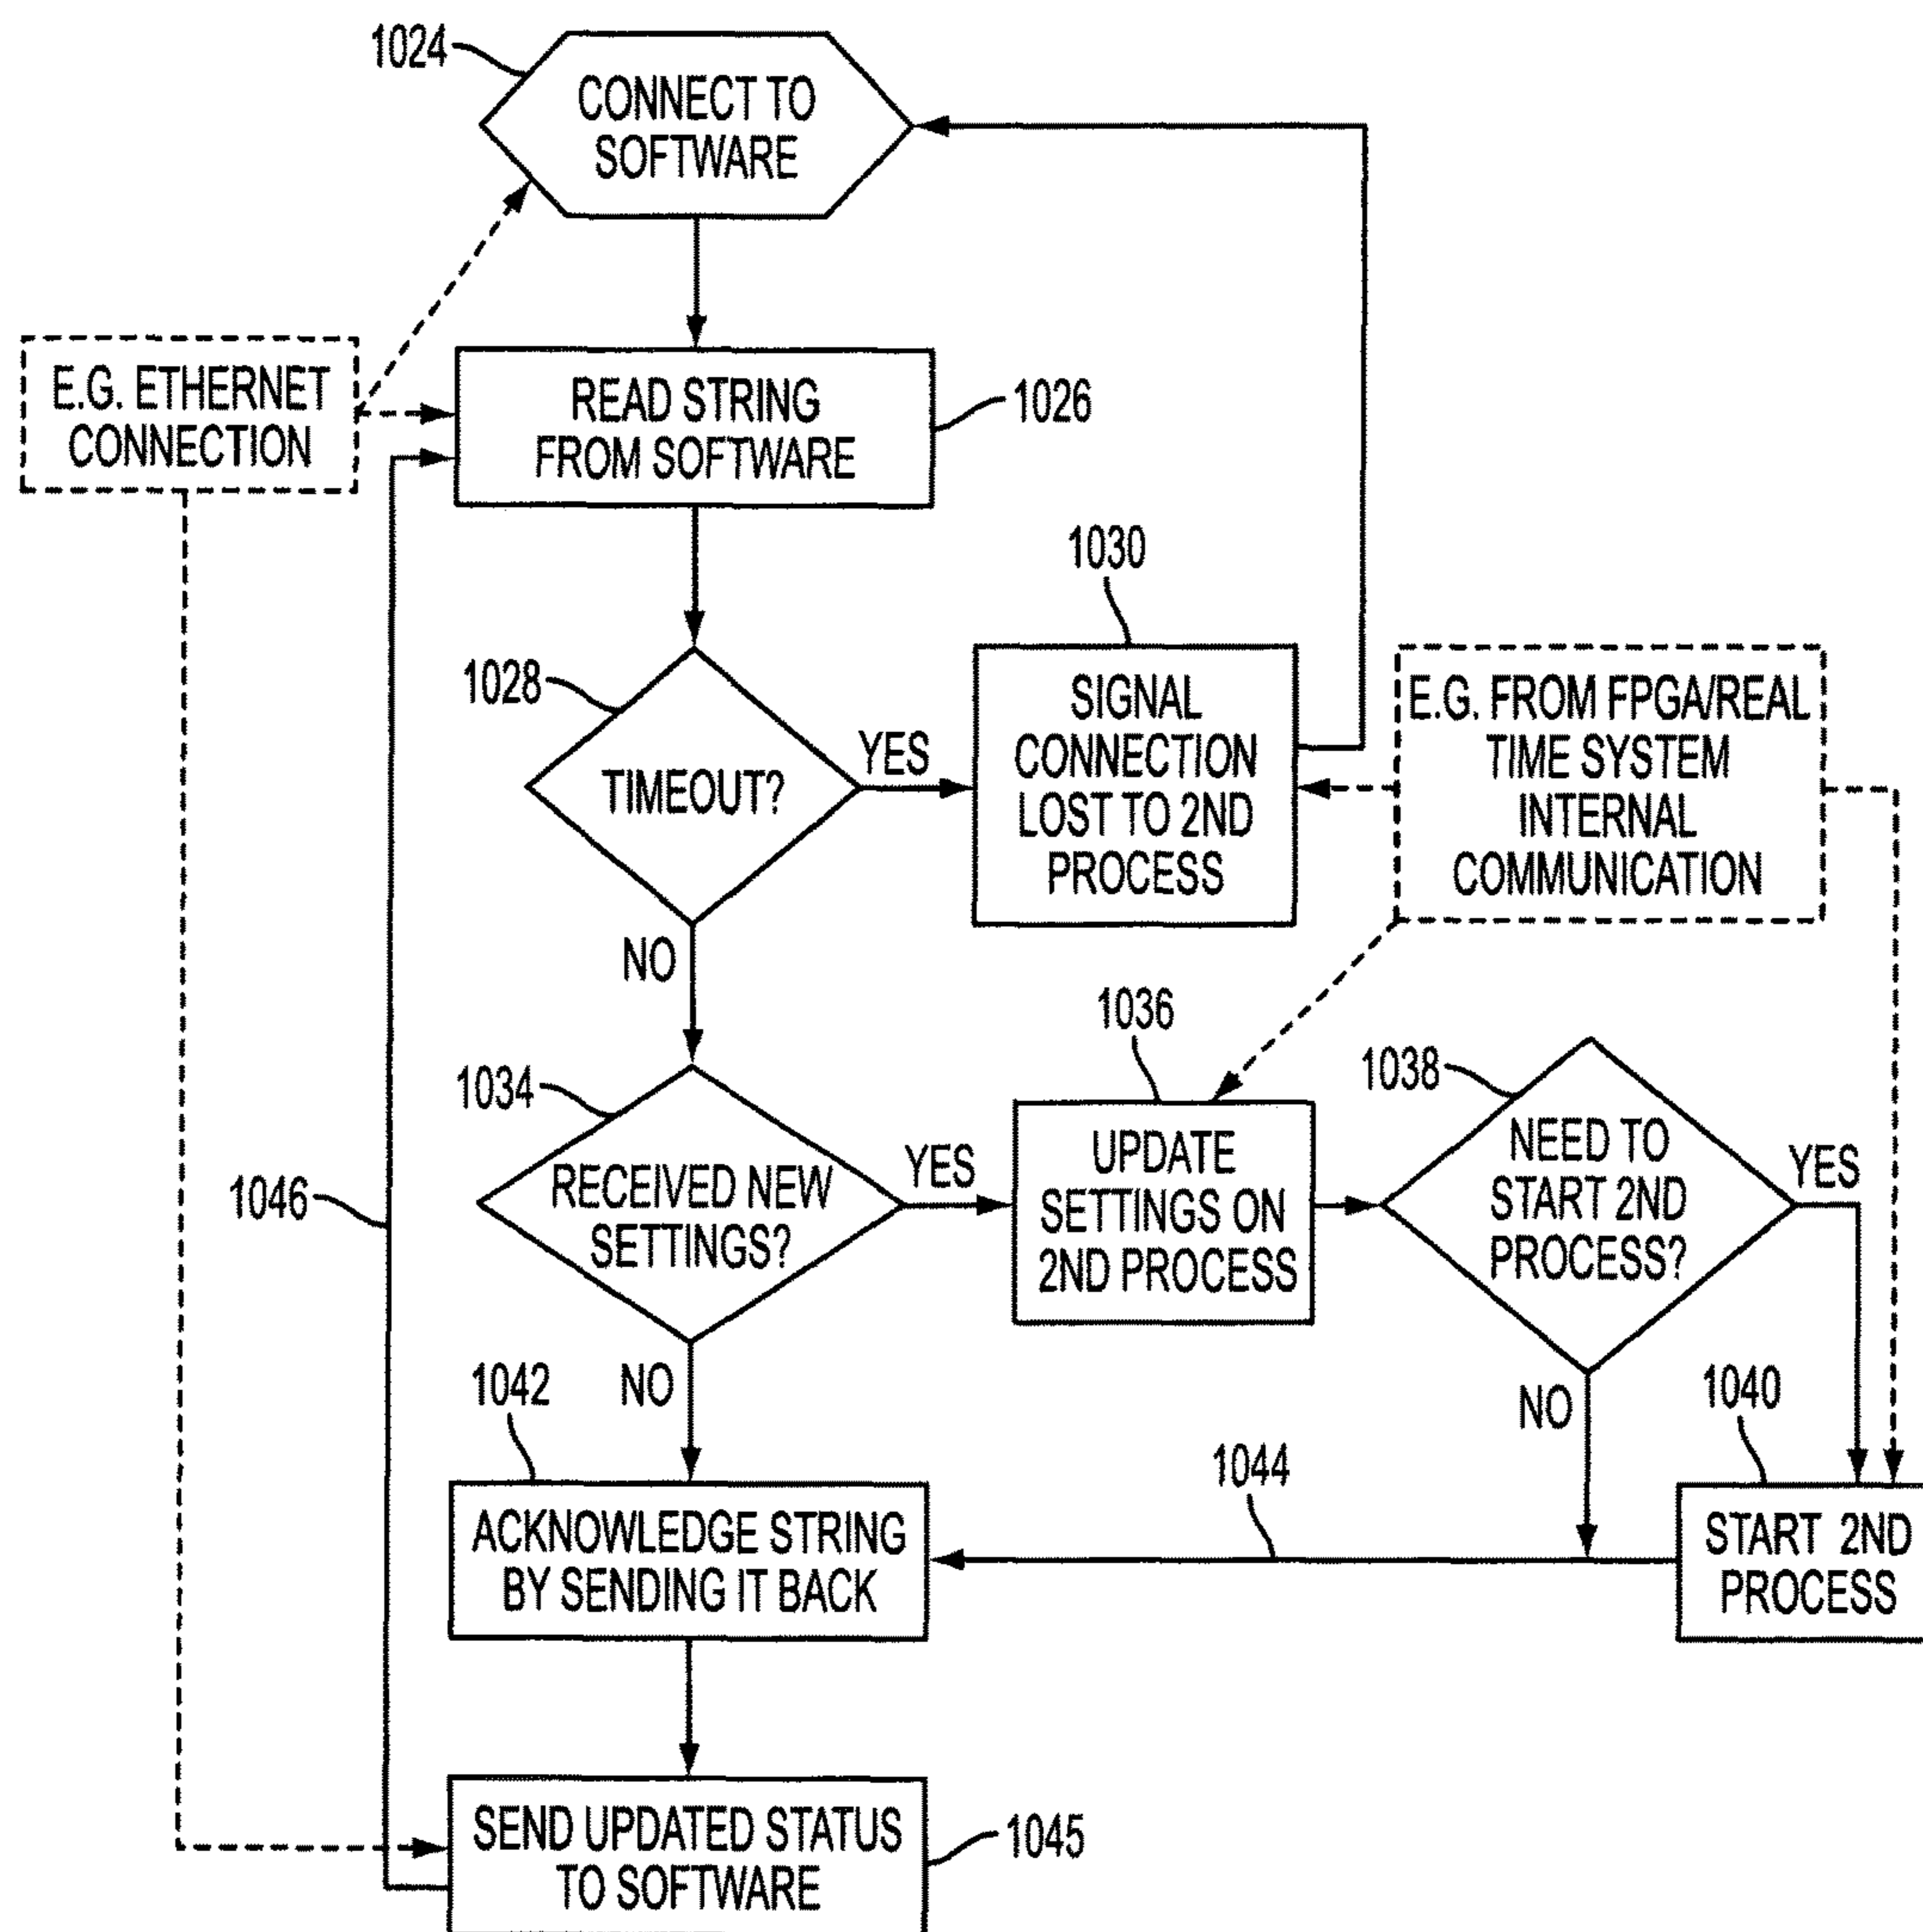 1024
CONNECT TO
SOFTWARE
E.G. ETHERNET
CONNECTION
READ STRING
FROM SOFTWARE
1026
1030
1028
TIMEOUT?
YES
SIGNAL
CONNECTION
LOST TO 2ND
PROCESS
E.G. FROM FPGA/REAL
TIME SYSTEM
INTERNAL
COMMUNICATION
NO
1036
1034
1038
RECEIVED NEW
SETTINGS?
YES
UPDATE
SETTINGS ON
2ND PROCESS
NEED TO
START 2ND
PROCESS?
YES
1046
NO
1042
NO
1040
1044
ACKNOWLEDGE STRING
BY SENDING IT BACK
START 2ND
PROCESS
SEND UPDATED STATUS
TO SOFTWARE
1045